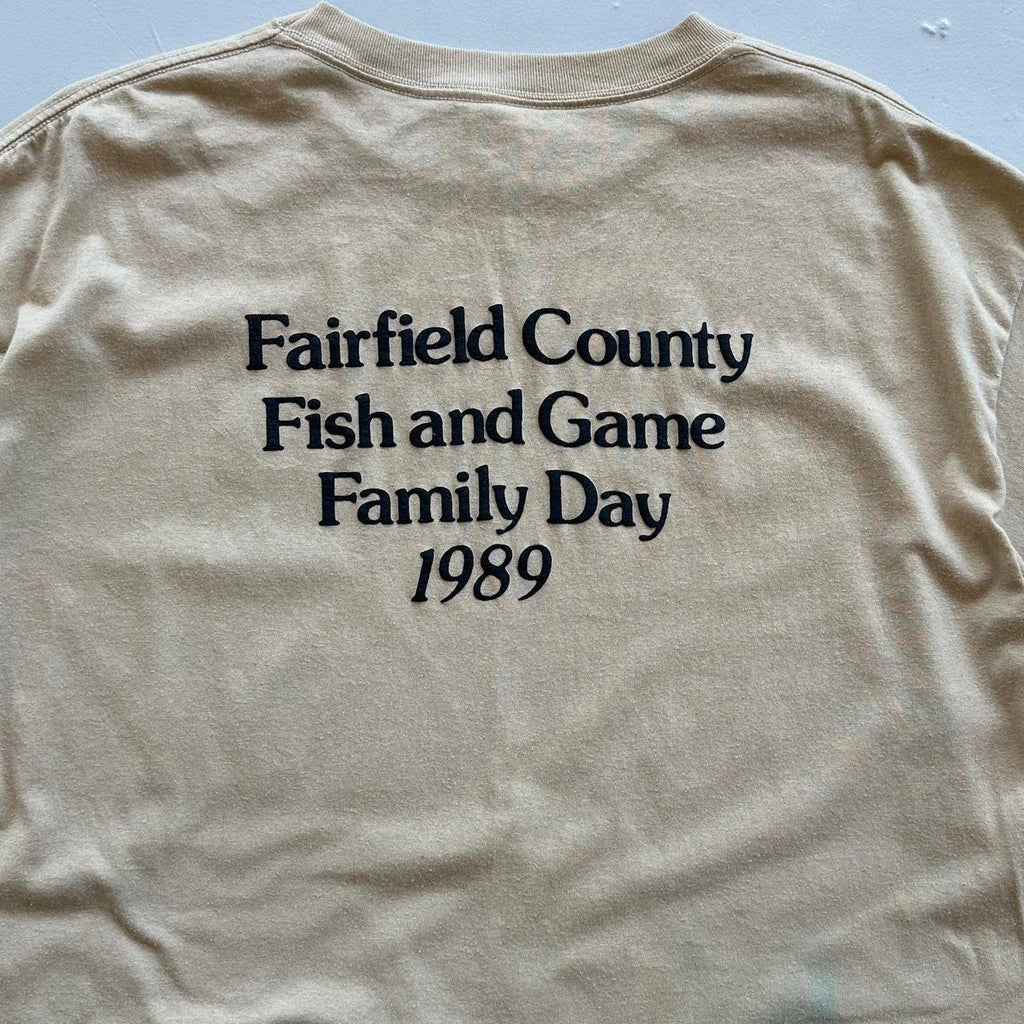 Fairfield County
Fish and Game
Family Day
1989